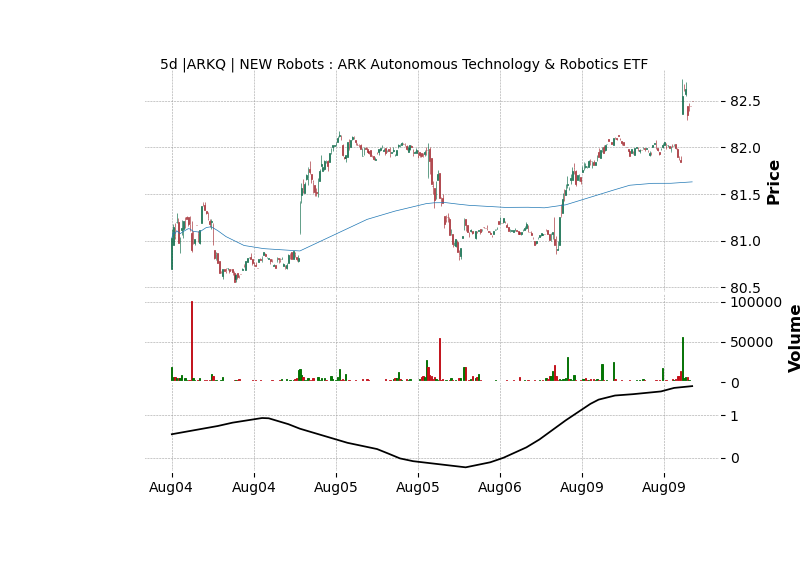 5d |ARKQ | NEW Robots : ARK Autonomous Technology & Robotics ETF
82.5
82.0
81.5
81.0
80.5
Price
100000
50000
0
Volume
1
0
Aug04 Aug04 Aug05 Aug05 Aug06 Aug09 Aug09